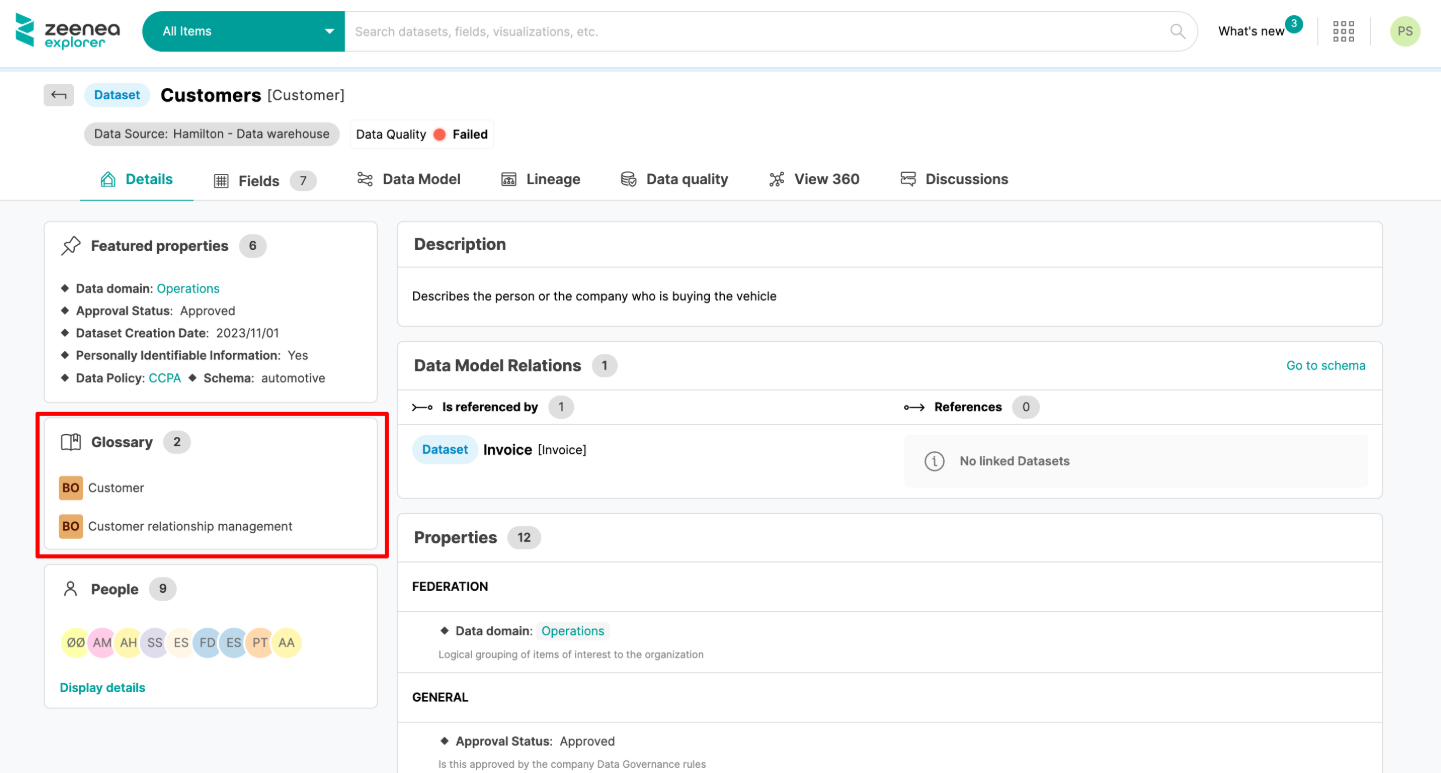 zeenea
explorer
All Items
Search datasets, fields, visualizations, etc.
What's new
3
PS
Dataset Customers [Customer]
Data Source: Hamilton - Data warehouse
Data Quality Failed
Details
Fields 7
Data Model
Lineage
Data quality
View 360
Discussions
Featured properties 6
◆ Data domain: Operations
◆ Approval Status: Approved
◆ Dataset Creation Date: 2023/11/01
◆ Personally Identifiable Information: Yes
◆ Data Policy: CCPA ◆ Schema: automotive
Glossary 2
BO Customer
BO Customer relationship management
People 9
ØØ AM AH SS ES FD ES PT AA
Display details
Description
Describes the person or the company who is buying the vehicle
Data Model Relations 1
Go to schema
Is referenced by 1
References 0
Dataset Invoice [Invoice]
No linked Datasets
Properties 12
FEDERATION
◆ Data domain: Operations
Logical grouping of items of interest to the organization
GENERAL
◆ Approval Status: Approved
Is this approved by the company Data Governance rules